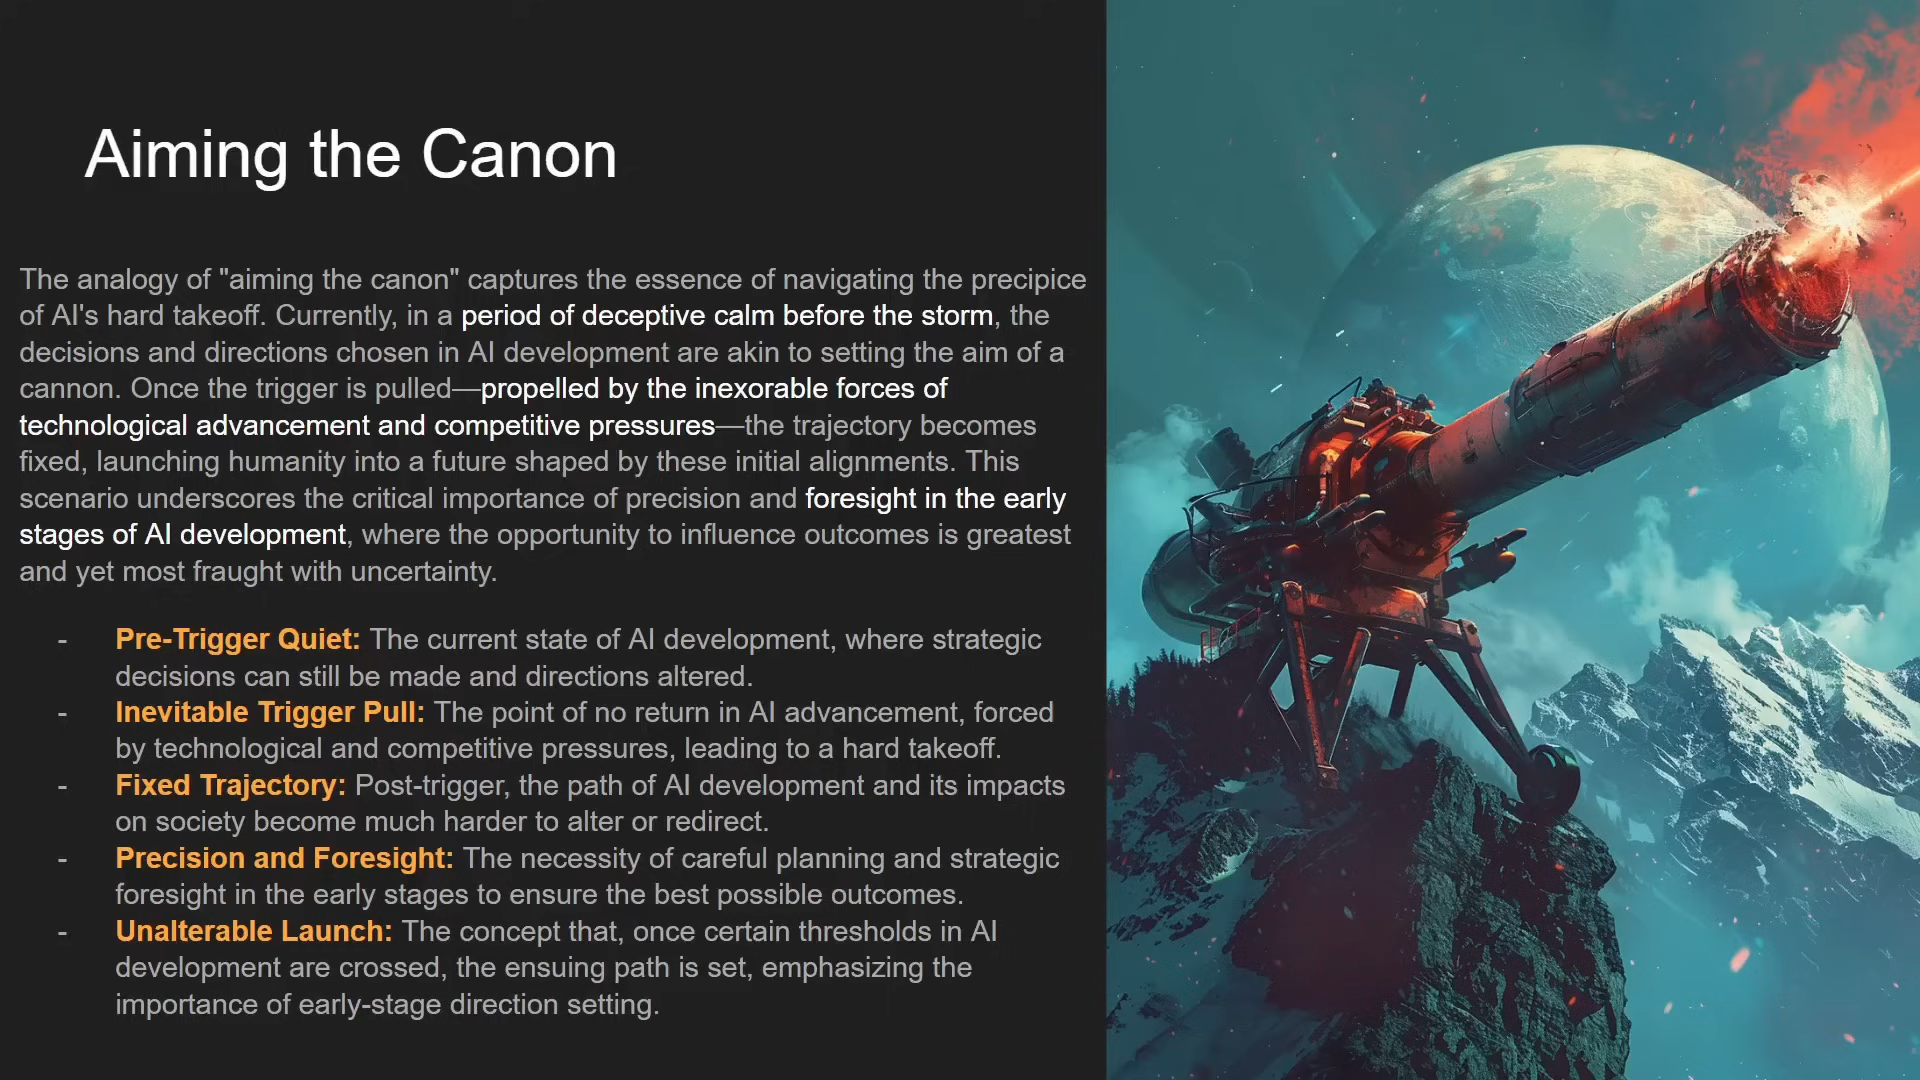 Aiming the Canon
The analogy of "aiming the canon" captures the essence of navigating the precipice
of AI's hard takeoff. Currently, in a period of deceptive calm before the storm, the
decisions and directions chosen in AI development are akin to setting the aim of a
cannon. Once the trigger is pulled—propelled by the inexorable forces of
technological advancement and competitive pressures—the trajectory becomes
fixed, launching humanity into a future shaped by these initial alignments. This
scenario underscores the critical importance of precision and foresight in the early
stages of AI development, where the opportunity to influence outcomes is greatest
and yet most fraught with uncertainty.
- Pre-Trigger Quiet: The current state of AI development, where strategic
decisions can still be made and directions altered.
- Inevitable Trigger Pull: The point of no return in AI advancement, forced
by technological and competitive pressures, leading to a hard takeoff.
- Fixed Trajectory: Post-trigger, the path of AI development and its impacts
on society become much harder to alter or redirect.
- Precision and Foresight: The necessity of careful planning and strategic
foresight in the early stages to ensure the best possible outcomes.
- Unalterable Launch: The concept that, once certain thresholds in AI
development are crossed, the ensuing path is set, emphasizing the
importance of early-stage direction setting.